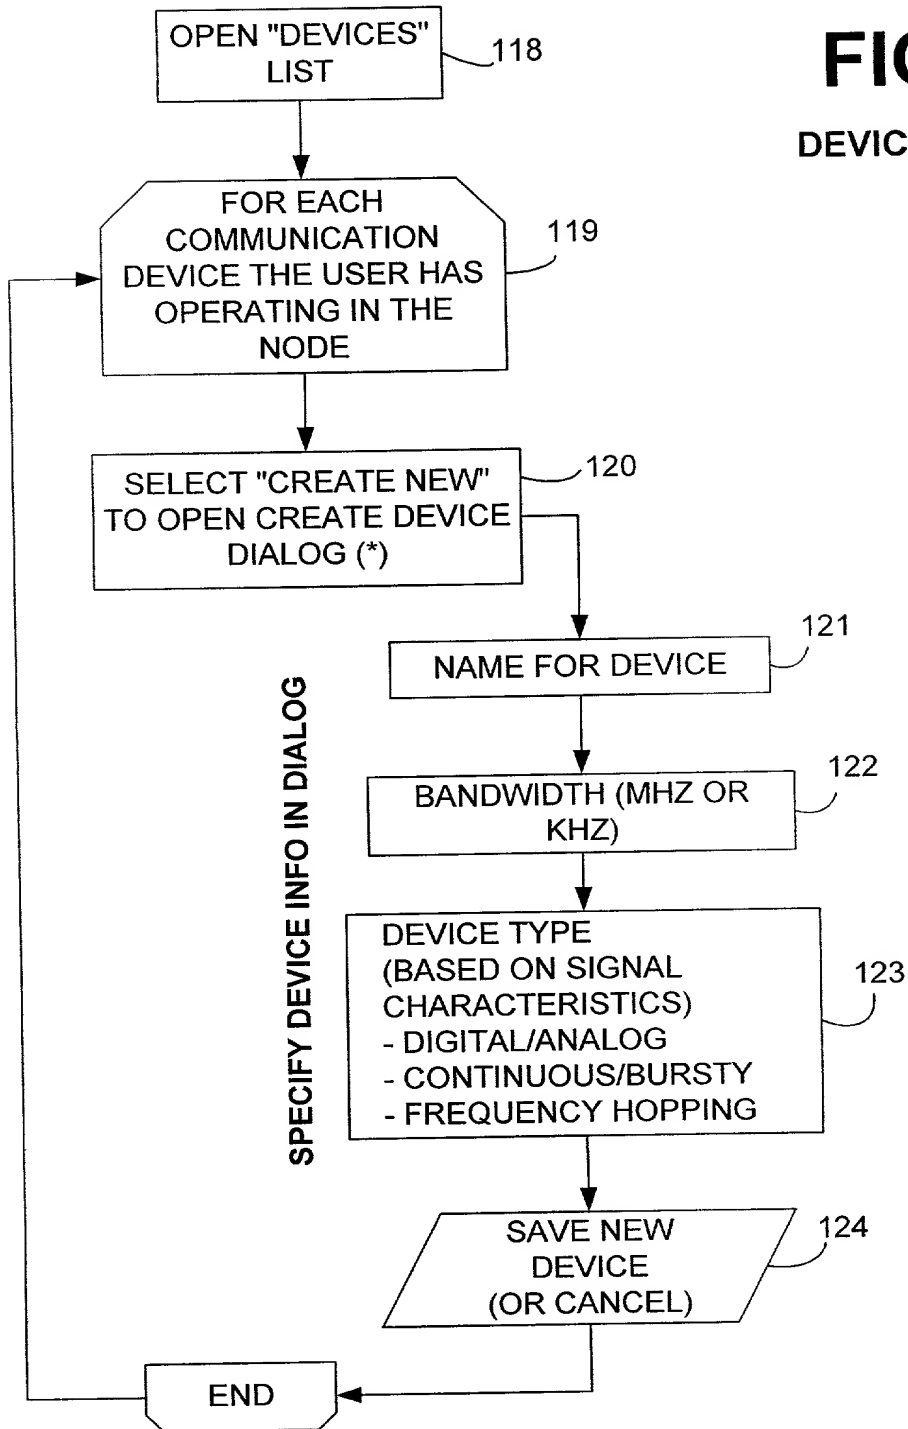 OPEN "DEVICES"
LIST
118
FOR EACH
COMMUNICATION
DEVICE THE USER HAS
OPERATING IN THE
NODE
119
SELECT "CREATE NEW"
TO OPEN CREATE DEVICE
DIALOG (*)
120
SPECIFY DEVICE INFO IN DIALOG
NAME FOR DEVICE
121
BANDWIDTH (MHZ OR
KHZ)
122
DEVICE TYPE
(BASED ON SIGNAL
CHARACTERISTICS)
- DIGITAL/ANALOG
- CONTINUOUS/BURSTY
- FREQUENCY HOPPING
123
SAVE NEW
DEVICE
(OR CANCEL)
124
END